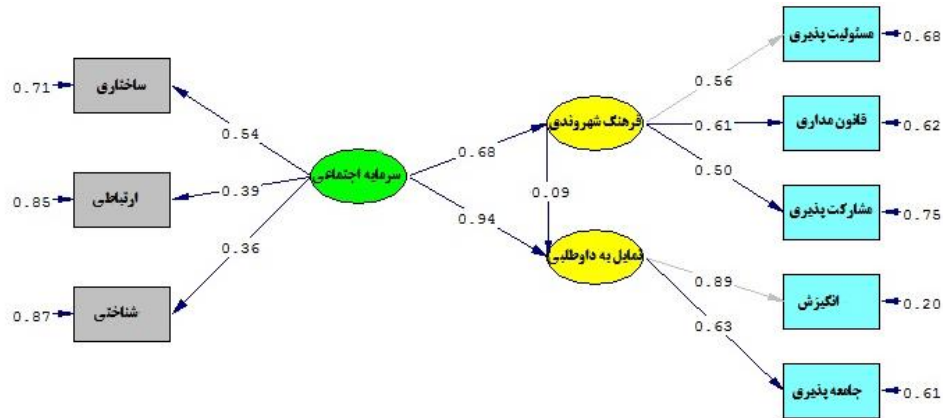 مسئولیت پذیری
0.68
0.56
ساختاری
0.71
قانون مداری
0.62
0.61
فرهنگ شهروندی
0.54
0.68
0.50
سرمایه اجتماعی
ارتباطی
0.85
0.39
0.09
مشارکت پذیری
0.75
0.94
0.36
تمایل به داوطلبی
0.89
انگیزش
0.20
شناختی
0.87
0.63
جامعه پذیری
0.61